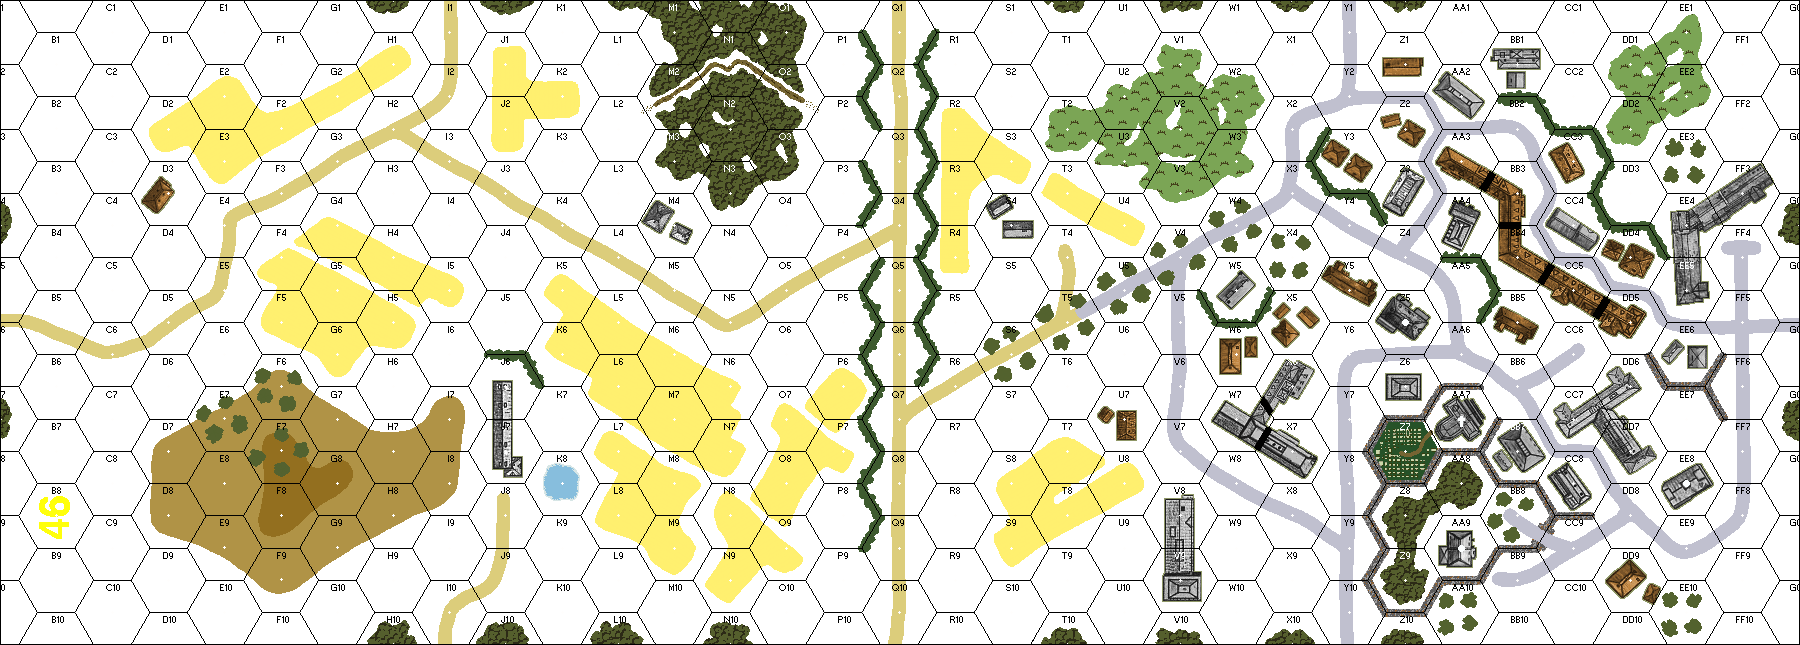 C1 E1 G1 I1 K1 M1 O1 Q1 S1 U1 W1 Y1 AA1 CC1 EE1
B1 D1 F1 H1 J1 L1 N1 P1 R1 T1 V1 X1 Z1 BB1 DD1 FF1
C2 E2 G2 I2 K2 M2 O2 Q2 S2 U2 W2 Y2 AA2 CC2 EE2
B2 D2 F2 H2 J2 L2 N2 P2 R2 T2 V2 X2 Z2 BB2 DD2 FF2
C3 E3 G3 I3 K3 M3 O3 Q3 S3 U3 W3 Y3 AA3 CC3 EE3
B3 D3 F3 H3 J3 L3 N3 P3 R3 T3 V3 X3 Z3 BB3 DD3 FF3
C4 E4 G4 I4 K4 M4 O4 Q4 S4 U4 W4 Y4 AA4 CC4 EE4
B4 D4 F4 H4 J4 L4 N4 P4 R4 T4 V4 X4 Z4 BB4 DD4 FF4
C5 E5 G5 I5 K5 M5 O5 Q5 S5 U5 W5 Y5 AA5 CC5 EE5
B5 D5 F5 H5 J5 L5 N5 P5 R5 T5 V5 X5 Z5 BB5 DD5 FF5
C6 E6 G6 I6 K6 M6 O6 Q6 S6 U6 W6 Y6 AA6 CC6 EE6
B6 D6 F6 H6 J6 L6 N6 P6 R6 T6 V6 X6 Z6 BB6 DD6 FF6
C7 E7 G7 I7 K7 M7 O7 Q7 S7 U7 W7 Y7 AA7 CC7 EE7
B7 D7 F7 H7 J7 L7 N7 P7 R7 T7 V7 X7 Z7 BB7 DD7 FF7
C8 E8 G8 I8 K8 M8 O8 Q8 S8 U8 W8 Y8 AA8 CC8 EE8
B8 D8 F8 H8 J8 L8 N8 P8 R8 T8 V8 X8 Z8 BB8 DD8 FF8
46
C9 E9 G9 I9 K9 M9 O9 Q9 S9 U9 W9 Y9 AA9 CC9 EE9
B9 D9 F9 H9 J9 L9 N9 P9 R9 T9 V9 X9 Z9 BB9 DD9 FF9
C10 E10 G10 I10 K10 M10 O10 Q10 S10 U10 W10 Y10 AA10 CC10 EE10
B10 D10 F10 H10 J10 L10 N10 P10 R10 T10 V10 X10 Z10 BB10 DD10 FF10